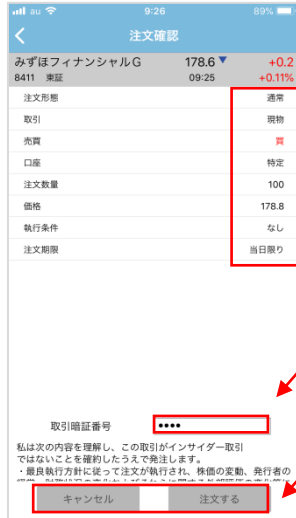 au 9:26 89%
注文確認
みずほフィナンシャルG 178.6▼ +0.2
8411 東証 09:25 +0.11%
注文形態 通常
取引 現物
売買 買
口座 特定
注文数量 100
価格 178.8
執行条件 なし
注文期限 当日限り
取引暗証番号 ••••
私は次の内容を理解し、この取引がインサイダー取引
ではないことを確約したうえで発注します。
・最良執行方針に従って注文が執行され、株価の変動、発行者の
キャンセル 注文する